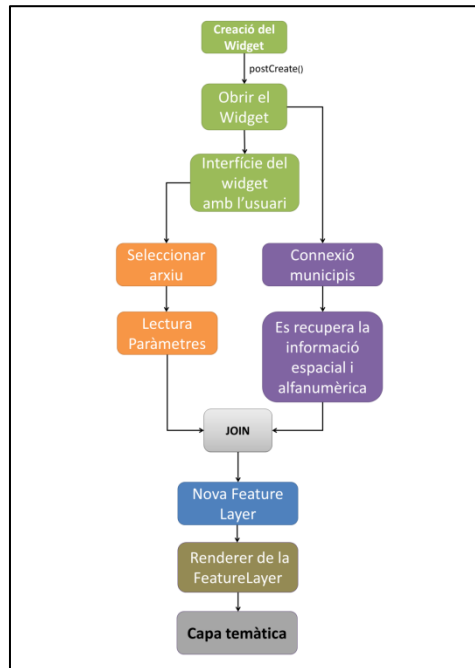 Creació del
Widget
postCreate()
Obrir el
Widget
Interfície del
widget
amb l'usuari
Seleccionar
arxiu
Connexió
municipis
Lectura
Paràmetres
Es recupera la
informació
espacial i
alfanumèrica
JOIN
Nova Feature
Layer
Renderer de la
FeatureLayer
Capa temàtica